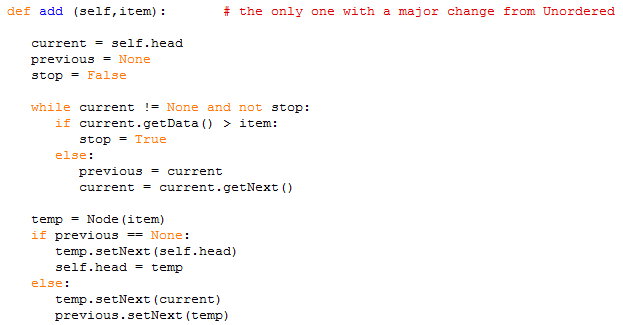 def add (self,item):       # the only one with a major change from Unordered
   current = self.head
   previous = None
   stop = False
   while current != None and not stop:
      if current.getData() > item:
         stop = True
      else:
         previous = current
         current = current.getNext()
   temp = Node(item)
   if previous == None:
      temp.setNext(self.head)
      self.head = temp
   else:
      temp.setNext(current)
      previous.setNext(temp)